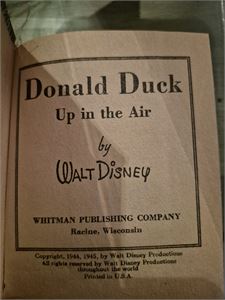 Donald Duck
Up in the Air
by
WALT DISNEY
WHITMAN PUBLISHING COMPANY
Racine, Wisconsin
Copyright, 1944, 1945, by Walt Disney Productions
All rights reserved by Walt Disney Productions
throughout the world
Printed in U.S.A.